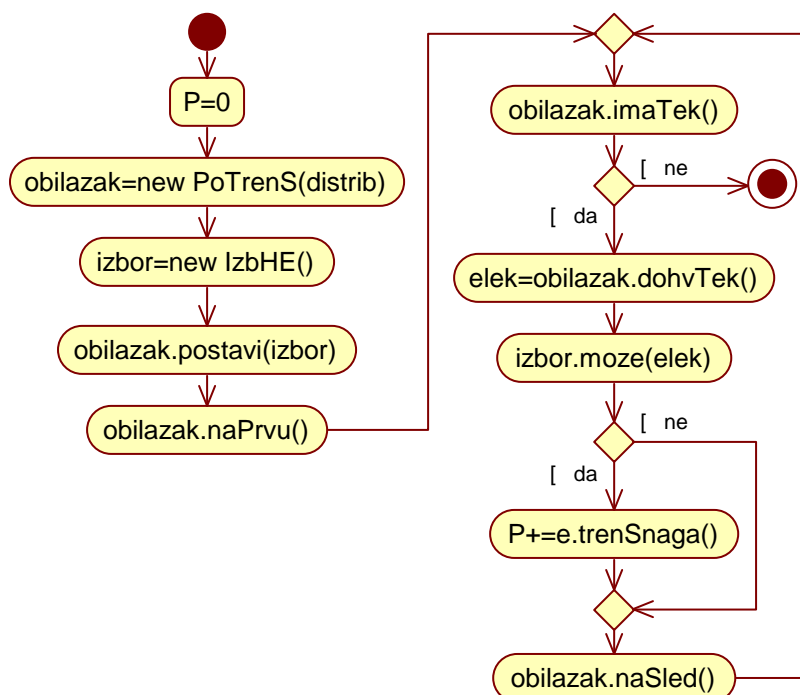 P=0
obilazak=new PoTrenS(distrib)
izbor=new IzbHE()
obilazak.postavi(izbor)
obilazak.naPrvu()
obilazak.imaTek()
[ ne
[ da
elek=obilazak.dohvTek()
izbor.moze(elek)
[ ne
[ da
P+=e.trenSnaga()
obilazak.naSled()